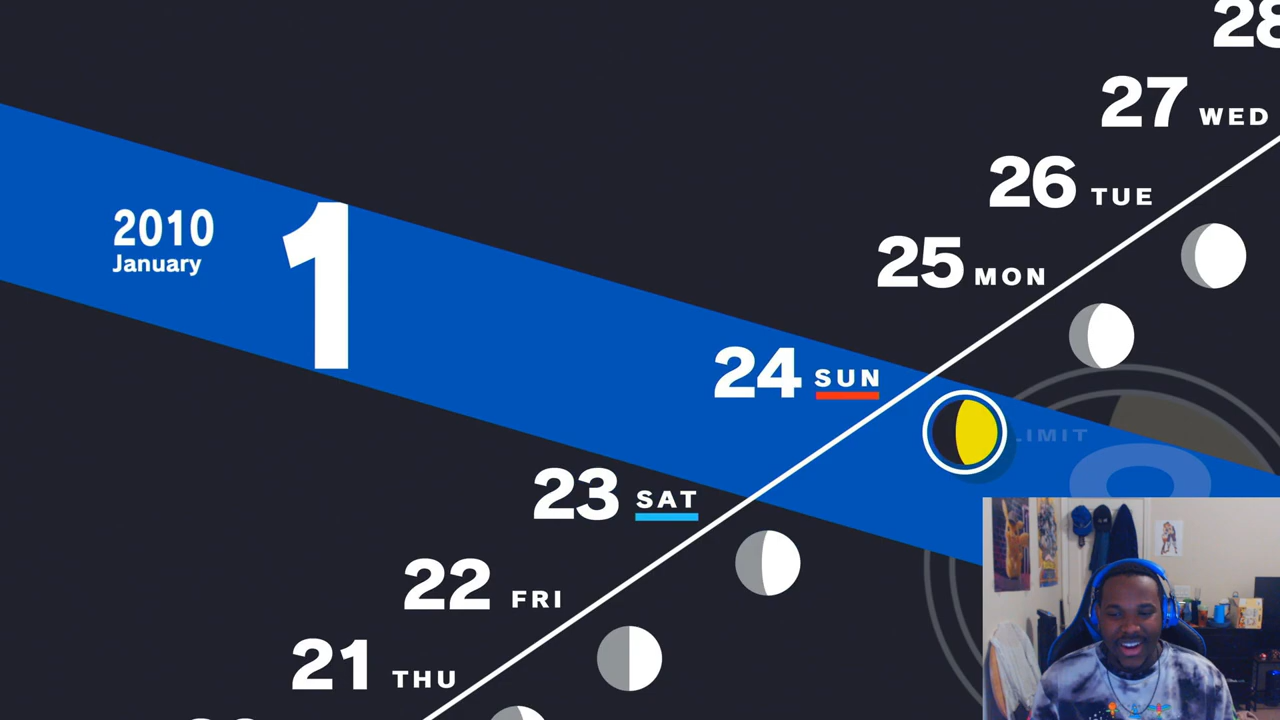 28
27 WED
26 TUE
2010
January
1
25 MON
24 SUN
LIMIT
23 SAT
22 FRI
21 THU